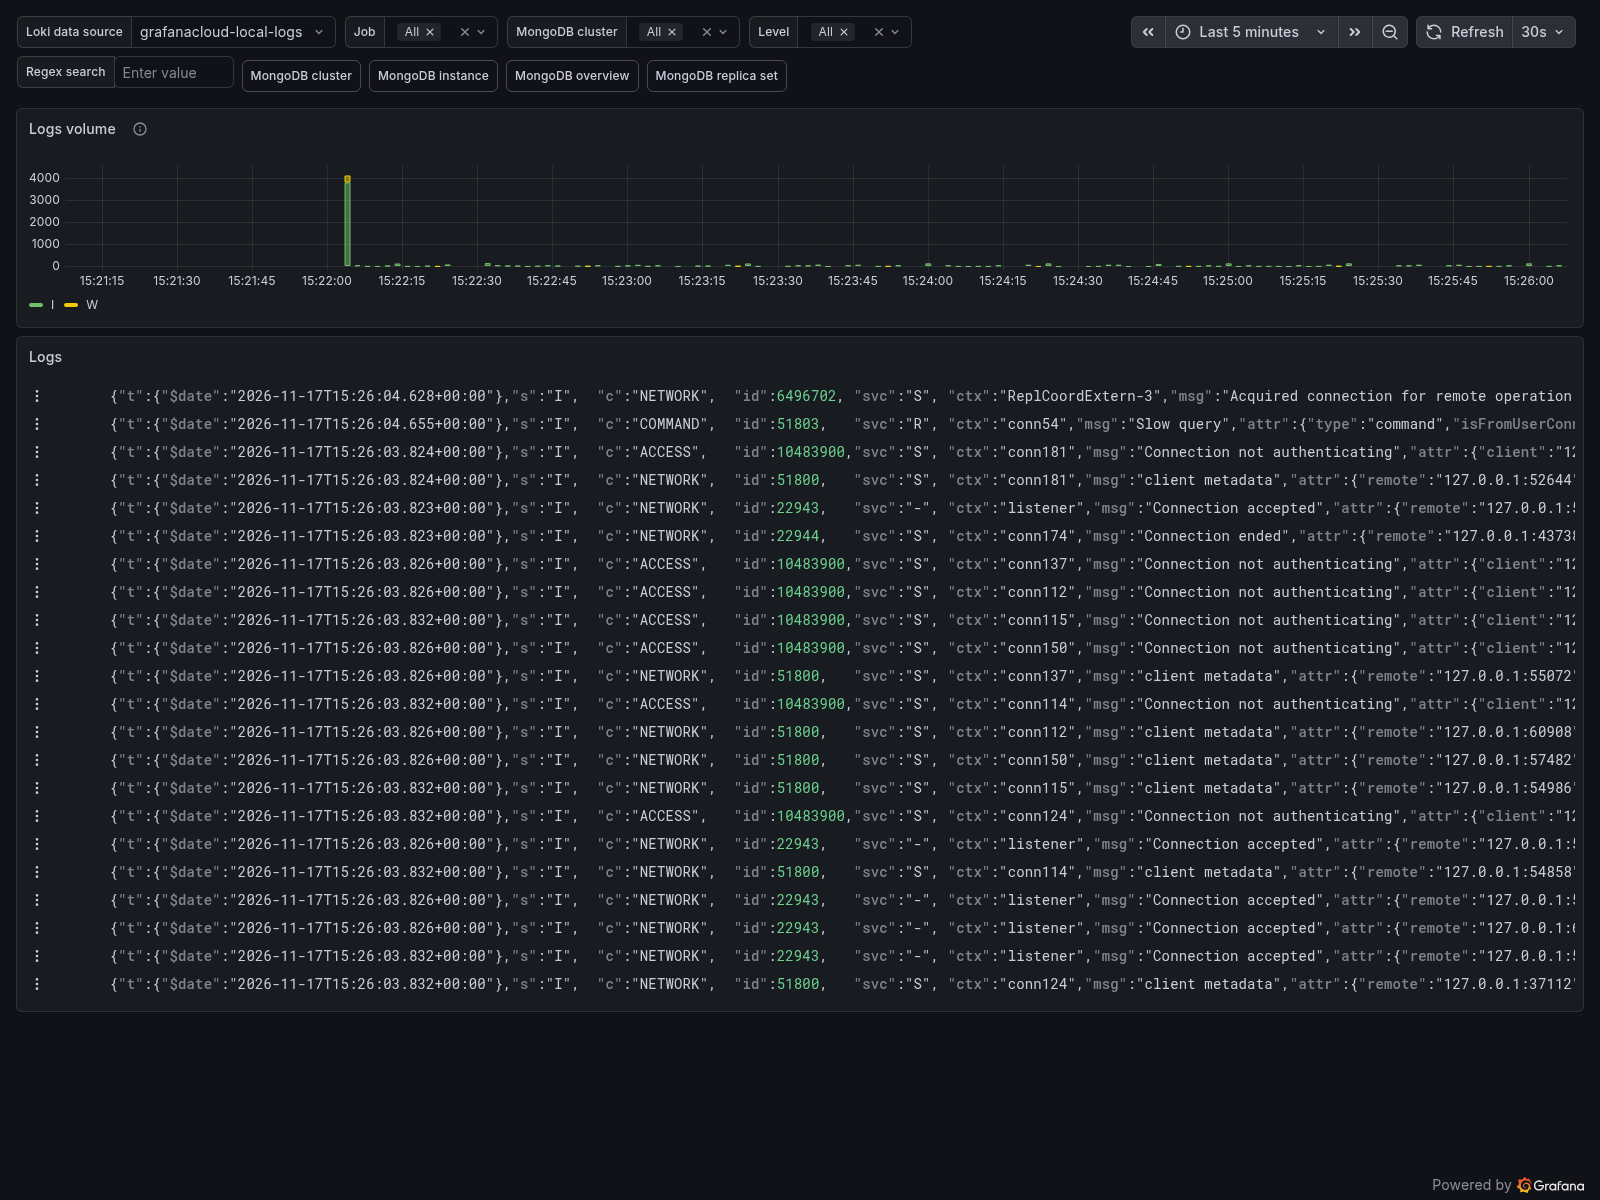 Loki data source grafanacloud-local-logs Job All MongoDB cluster All Level All Last 5 minutes Refresh 30s
Regex search Enter value MongoDB cluster MongoDB instance MongoDB overview MongoDB replica set
Logs volume
4000
3000
2000
1000
0
15:21:15 15:21:30 15:21:45 15:22:00 15:22:15 15:22:30 15:22:45 15:23:00 15:23:15 15:23:30 15:23:45 15:24:00 15:24:15 15:24:30 15:24:45 15:25:00 15:25:15 15:25:30 15:25:45 15:26:00
I W
Logs
{"t":{"$date":"2026-11-17T15:26:04.628+00:00"},"s":"I", "c":"NETWORK", "id":6496702, "svc":"S", "ctx":"ReplCoordExtern-3","msg":"Acquired connection for remote operation
{"t":{"$date":"2026-11-17T15:26:04.655+00:00"},"s":"I", "c":"COMMAND", "id":51803, "svc":"R", "ctx":"conn54","msg":"Slow query","attr":{"type":"command","isFromUserConn
{"t":{"$date":"2026-11-17T15:26:03.824+00:00"},"s":"I", "c":"ACCESS", "id":10483900,"svc":"S", "ctx":"conn181","msg":"Connection not authenticating","attr":{"client":"12
{"t":{"$date":"2026-11-17T15:26:03.824+00:00"},"s":"I", "c":"NETWORK", "id":51800, "svc":"S", "ctx":"conn181","msg":"client metadata","attr":{"remote":"127.0.0.1:52644"
{"t":{"$date":"2026-11-17T15:26:03.823+00:00"},"s":"I", "c":"NETWORK", "id":22943, "svc":"-", "ctx":"listener","msg":"Connection accepted","attr":{"remote":"127.0.0.1:5
{"t":{"$date":"2026-11-17T15:26:03.823+00:00"},"s":"I", "c":"NETWORK", "id":22944, "svc":"S", "ctx":"conn174","msg":"Connection ended","attr":{"remote":"127.0.0.1:43738
{"t":{"$date":"2026-11-17T15:26:03.826+00:00"},"s":"I", "c":"ACCESS", "id":10483900,"svc":"S", "ctx":"conn137","msg":"Connection not authenticating","attr":{"client":"12
{"t":{"$date":"2026-11-17T15:26:03.826+00:00"},"s":"I", "c":"ACCESS", "id":10483900,"svc":"S", "ctx":"conn112","msg":"Connection not authenticating","attr":{"client":"12
{"t":{"$date":"2026-11-17T15:26:03.832+00:00"},"s":"I", "c":"ACCESS", "id":10483900,"svc":"S", "ctx":"conn115","msg":"Connection not authenticating","attr":{"client":"12
{"t":{"$date":"2026-11-17T15:26:03.826+00:00"},"s":"I", "c":"ACCESS", "id":10483900,"svc":"S", "ctx":"conn150","msg":"Connection not authenticating","attr":{"client":"12
{"t":{"$date":"2026-11-17T15:26:03.826+00:00"},"s":"I", "c":"NETWORK", "id":51800, "svc":"S", "ctx":"conn137","msg":"client metadata","attr":{"remote":"127.0.0.1:55072"
{"t":{"$date":"2026-11-17T15:26:03.832+00:00"},"s":"I", "c":"ACCESS", "id":10483900,"svc":"S", "ctx":"conn114","msg":"Connection not authenticating","attr":{"client":"12
{"t":{"$date":"2026-11-17T15:26:03.826+00:00"},"s":"I", "c":"NETWORK", "id":51800, "svc":"S", "ctx":"conn112","msg":"client metadata","attr":{"remote":"127.0.0.1:60908"
{"t":{"$date":"2026-11-17T15:26:03.826+00:00"},"s":"I", "c":"NETWORK", "id":51800, "svc":"S", "ctx":"conn150","msg":"client metadata","attr":{"remote":"127.0.0.1:57482"
{"t":{"$date":"2026-11-17T15:26:03.832+00:00"},"s":"I", "c":"NETWORK", "id":51800, "svc":"S", "ctx":"conn115","msg":"client metadata","attr":{"remote":"127.0.0.1:54986"
{"t":{"$date":"2026-11-17T15:26:03.832+00:00"},"s":"I", "c":"ACCESS", "id":10483900,"svc":"S", "ctx":"conn124","msg":"Connection not authenticating","attr":{"client":"12
{"t":{"$date":"2026-11-17T15:26:03.826+00:00"},"s":"I", "c":"NETWORK", "id":22943, "svc":"-", "ctx":"listener","msg":"Connection accepted","attr":{"remote":"127.0.0.1:5
{"t":{"$date":"2026-11-17T15:26:03.832+00:00"},"s":"I", "c":"NETWORK", "id":51800, "svc":"S", "ctx":"conn114","msg":"client metadata","attr":{"remote":"127.0.0.1:54858"
{"t":{"$date":"2026-11-17T15:26:03.826+00:00"},"s":"I", "c":"NETWORK", "id":22943, "svc":"-", "ctx":"listener","msg":"Connection accepted","attr":{"remote":"127.0.0.1:5
{"t":{"$date":"2026-11-17T15:26:03.826+00:00"},"s":"I", "c":"NETWORK", "id":22943, "svc":"-", "ctx":"listener","msg":"Connection accepted","attr":{"remote":"127.0.0.1:6
{"t":{"$date":"2026-11-17T15:26:03.832+00:00"},"s":"I", "c":"NETWORK", "id":22943, "svc":"-", "ctx":"listener","msg":"Connection accepted","attr":{"remote":"127.0.0.1:5
{"t":{"$date":"2026-11-17T15:26:03.832+00:00"},"s":"I", "c":"NETWORK", "id":51800, "svc":"S", "ctx":"conn124","msg":"client metadata","attr":{"remote":"127.0.0.1:37112"
Powered by Grafana